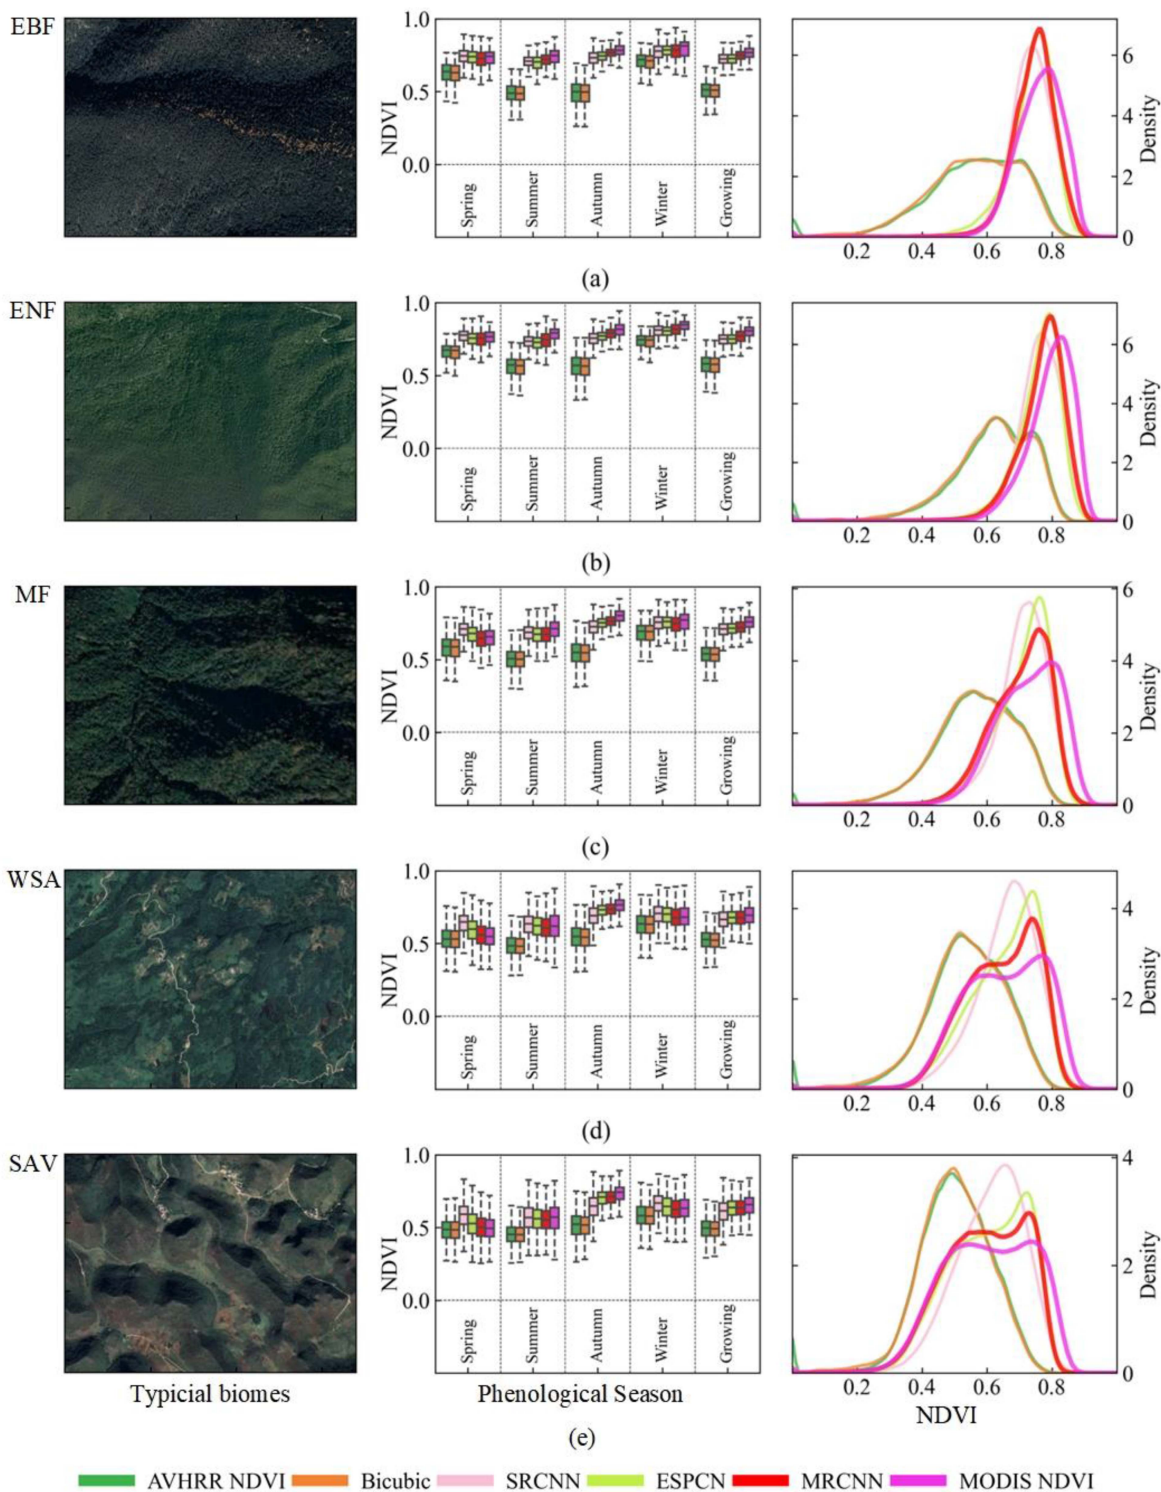 EBF
1.0
0.5
0.0
NDVI
Spring
Summer
Autumn
Winter
Growing
6
4
2
0
Density
0.2 0.4 0.6 0.8
(a)
ENF
1.0
0.5
0.0
NDVI
Spring
Summer
Autumn
Winter
Growing
6
4
2
0
Density
0.2 0.4 0.6 0.8
(b)
MF
1.0
0.5
0.0
NDVI
Spring
Summer
Autumn
Winter
Growing
6
4
2
0
Density
0.2 0.4 0.6 0.8
(c)
WSA
1.0
0.5
0.0
NDVI
Spring
Summer
Autumn
Winter
Growing
4
2
0
Density
0.2 0.4 0.6 0.8
(d)
SAV
1.0
0.5
0.0
NDVI
Spring
Summer
Autumn
Winter
Growing
4
2
0
Density
0.2 0.4 0.6 0.8
Typicial biomes
Phenological Season
NDVI
(e)
AVHRR NDVI Bicubic SRCNN ESPCN MRCNN MODIS NDVI